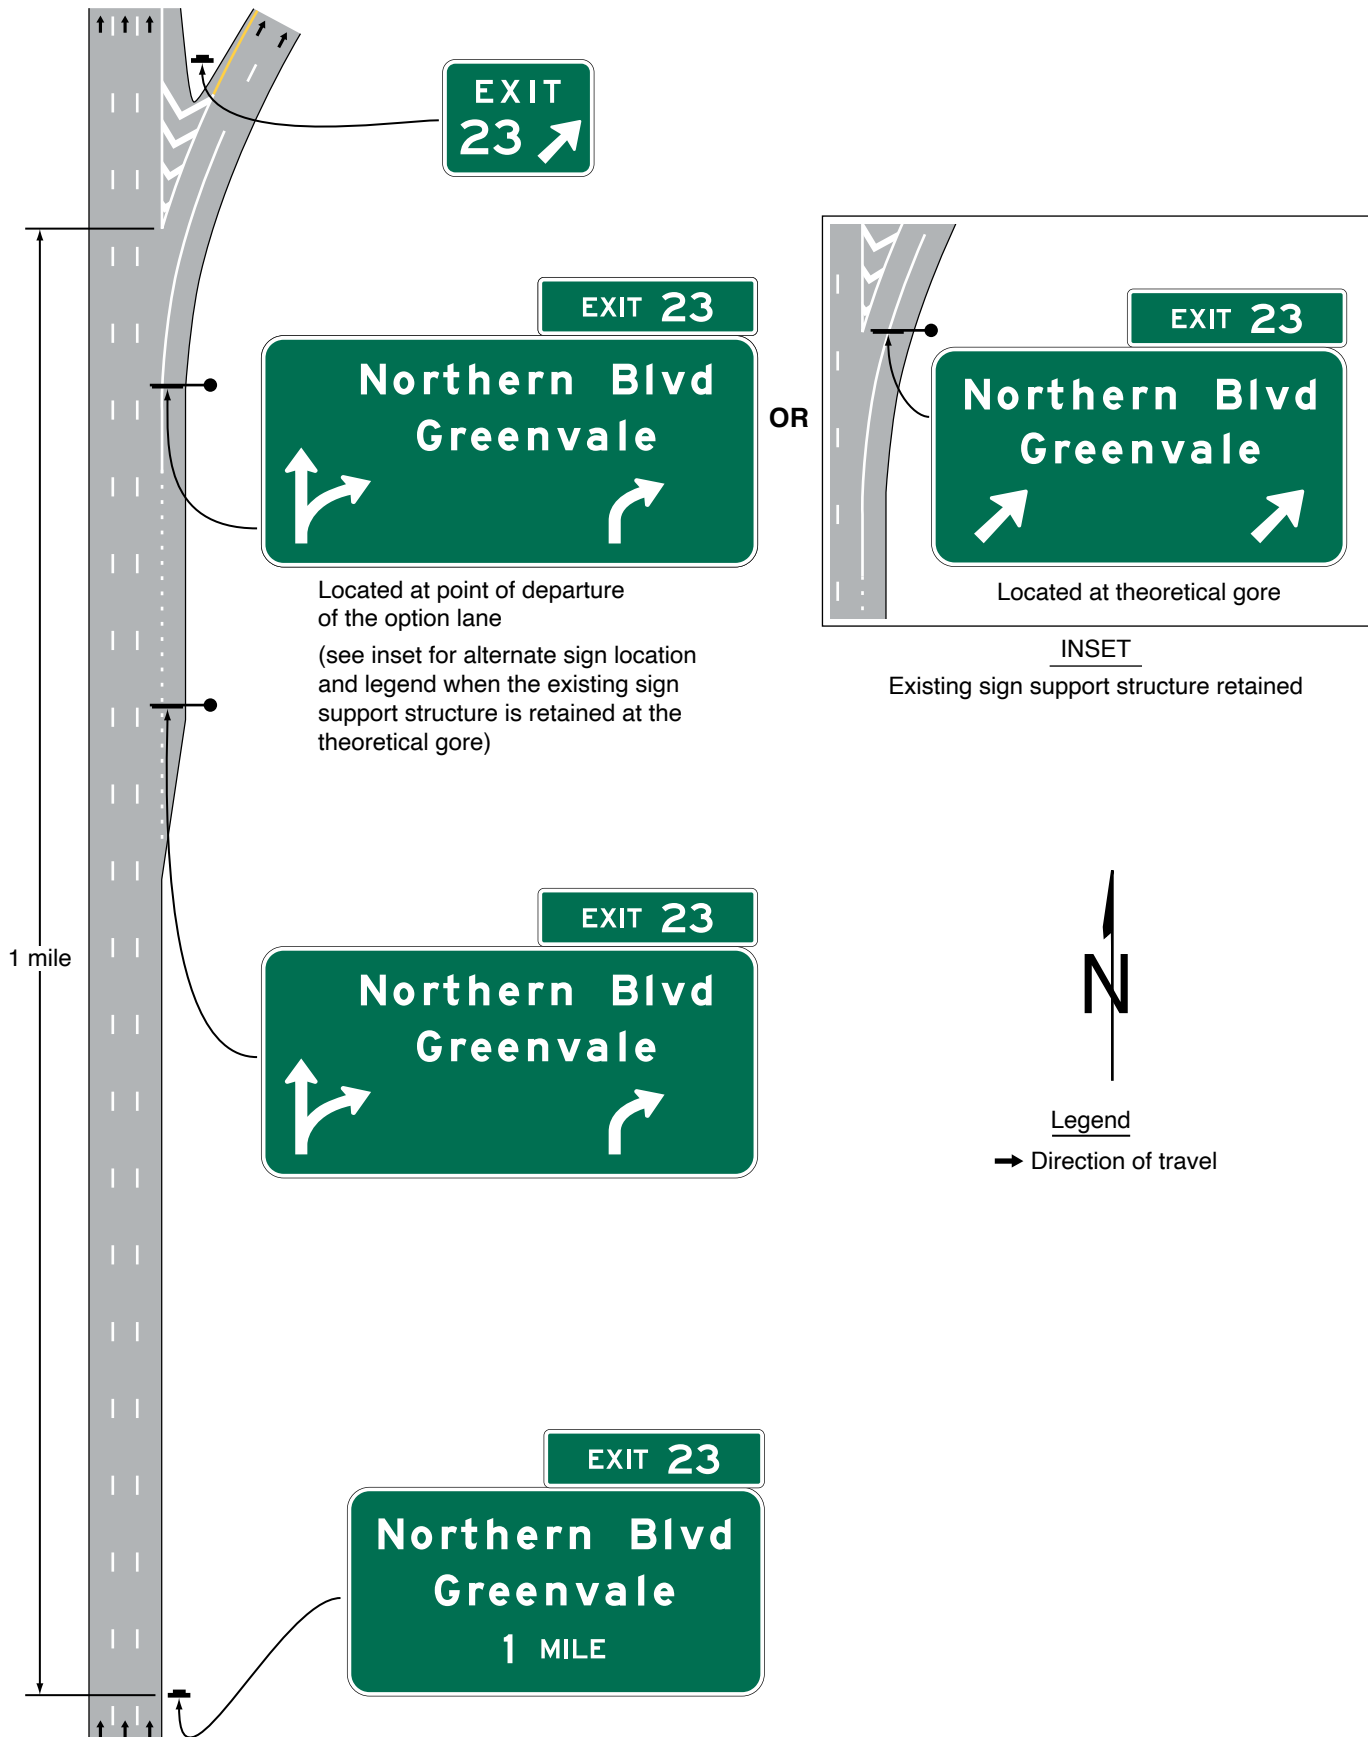 EXIT
23
EXIT 23
Northern Blvd
Greenvale
Located at point of departure
of the option lane
(see inset for alternate sign location
and legend when the existing sign
support structure is retained at the
theoretical gore)
OR
EXIT 23
Northern Blvd
Greenvale
Located at theoretical gore
INSET
Existing sign support structure retained
1 mile
EXIT 23
Northern Blvd
Greenvale
N
Legend
Direction of travel
EXIT 23
Northern Blvd
Greenvale
1 MILE